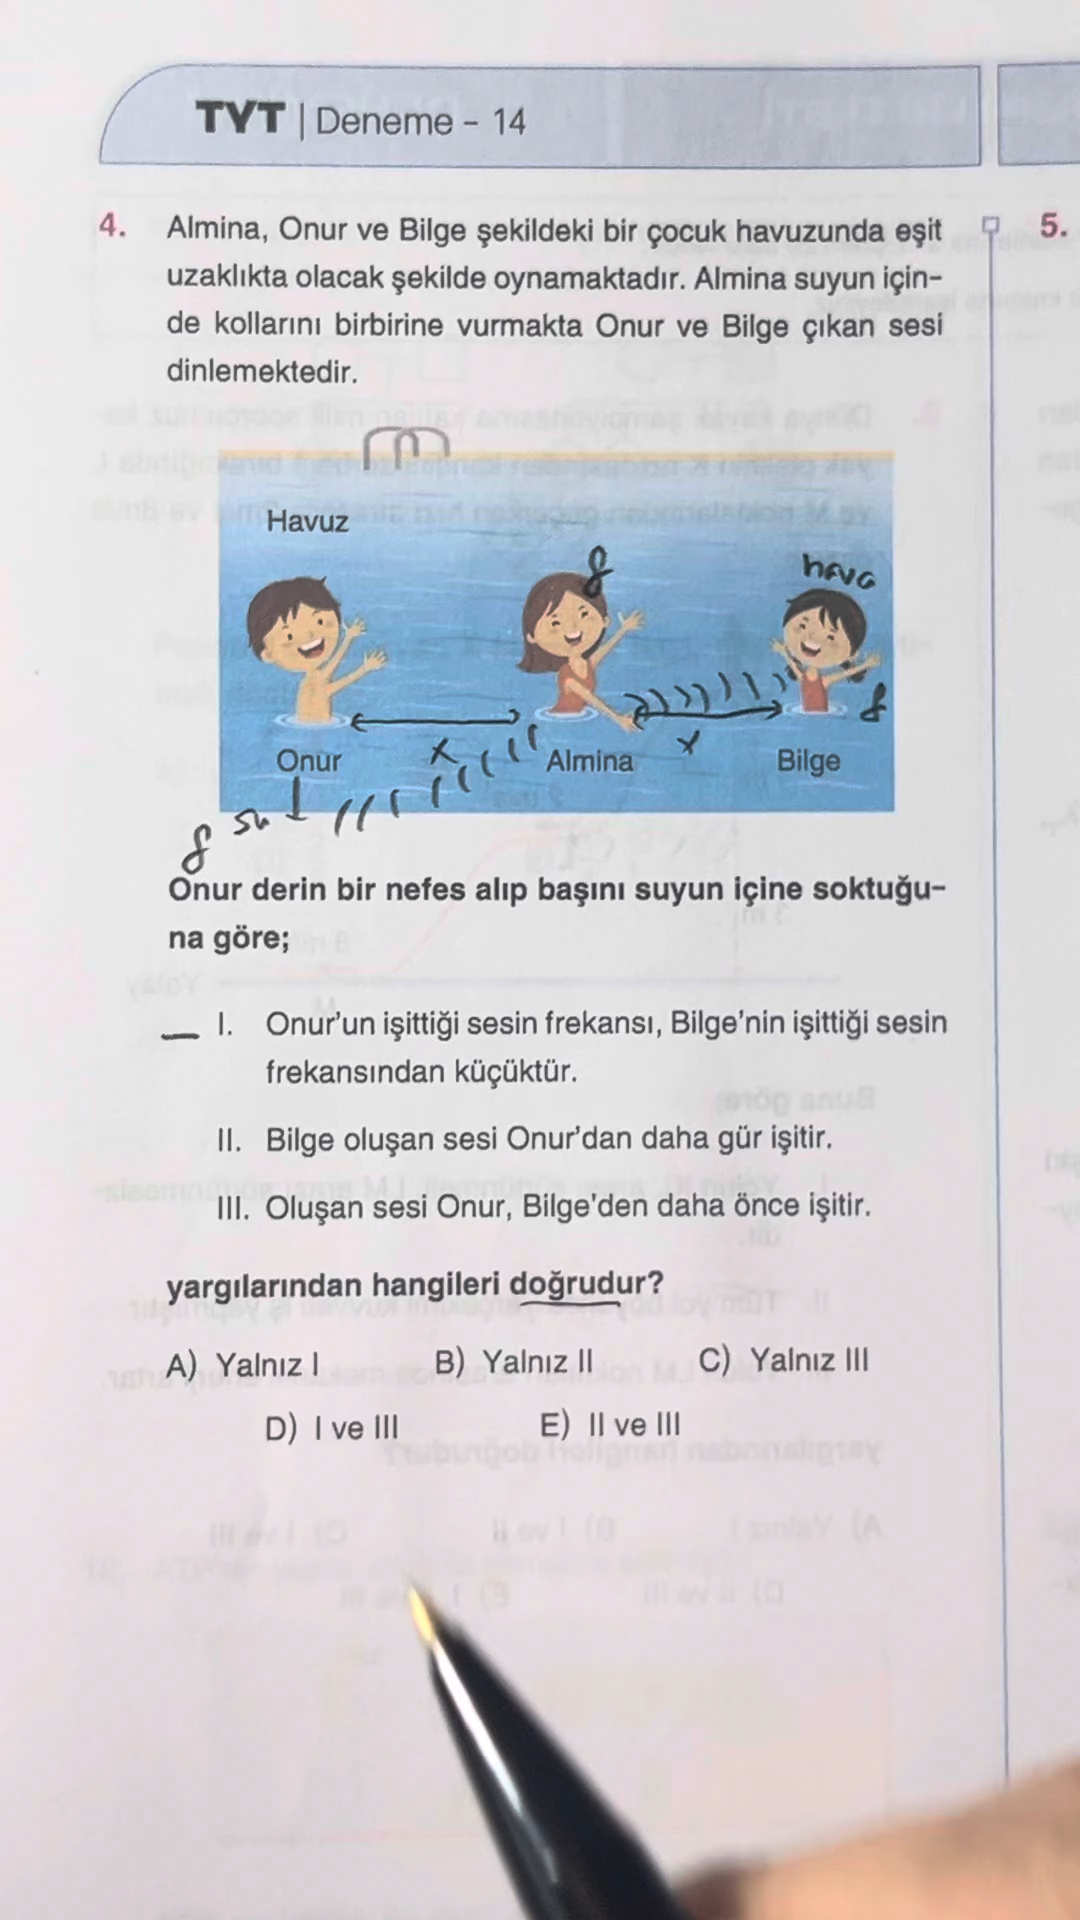 TYT | Deneme - 14
4. Almina, Onur ve Bilge şekildeki bir çocuk havuzunda eşit
uzaklıkta olacak şekilde oynamaktadır. Almina suyun için-
de kollarını birbirine vurmakta Onur ve Bilge çıkan sesi
dinlemektedir.
Havuz
f
hava
f
x
x
Onur
Almina
Bilge
su
f
Onur derin bir nefes alıp başını suyun içine soktuğu-
na göre;
I. Onur'un işittiği sesin frekansı, Bilge'nin işittiği sesin
frekansından küçüktür.
II. Bilge oluşan sesi Onur'dan daha gür işitir.
III. Oluşan sesi Onur, Bilge'den daha önce işitir.
yargılarından hangileri doğrudur?
A) Yalnız I B) Yalnız II C) Yalnız III
D) I ve III E) II ve III
5.